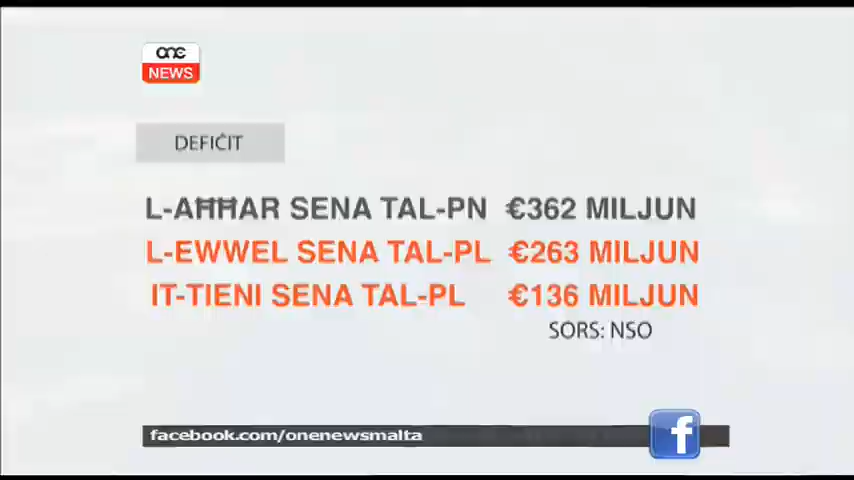 one
NEWS
DEFIĊIT
L-AĦĦAR SENA TAL-PN €362 MILJUN
L-EWWEL SENA TAL-PL €263 MILJUN
IT-TIENI SENA TAL-PL €136 MILJUN
SORS: NSO
facebook.com/onenewsmalta
f